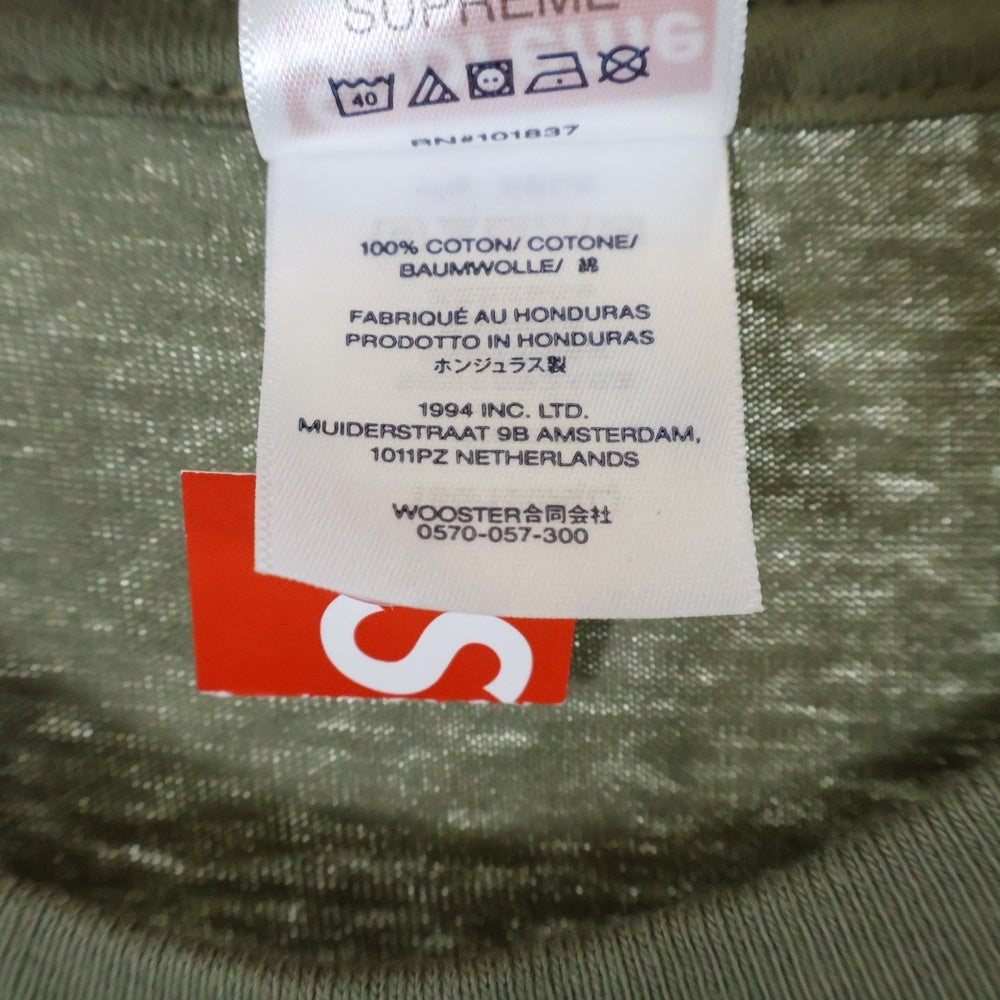 SUPREME
40
RN#101837
100% COTON/ COTONE/
BAUMWOLLE/ 綿
FABRIQUÉ AU HONDURAS
PRODOTTO IN HONDURAS
ホンジュラス製
1994 INC. LTD.
MUIDERSTRAAT 9B AMSTERDAM,
1011PZ NETHERLANDS
WOOSTER合同会社
0570-057-300
S